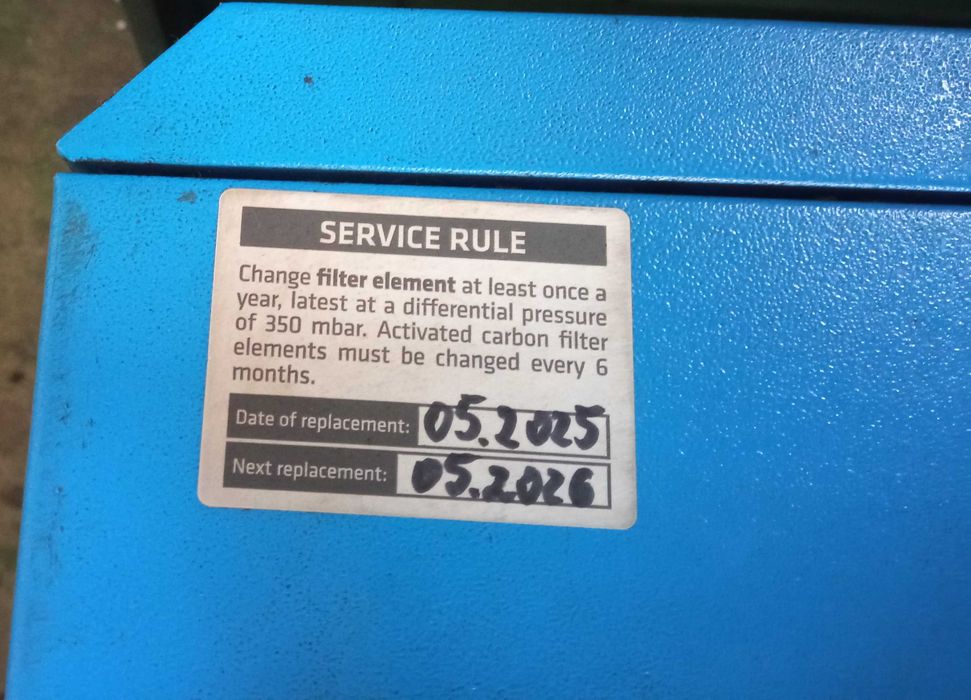 SERVICE RULE
Change filter element at least once a
year, latest at a differential pressure
of 350 mbar. Activated carbon filter
elements must be changed every 6
months.
Date of replacement: 05.2025
Next replacement: 05.2026